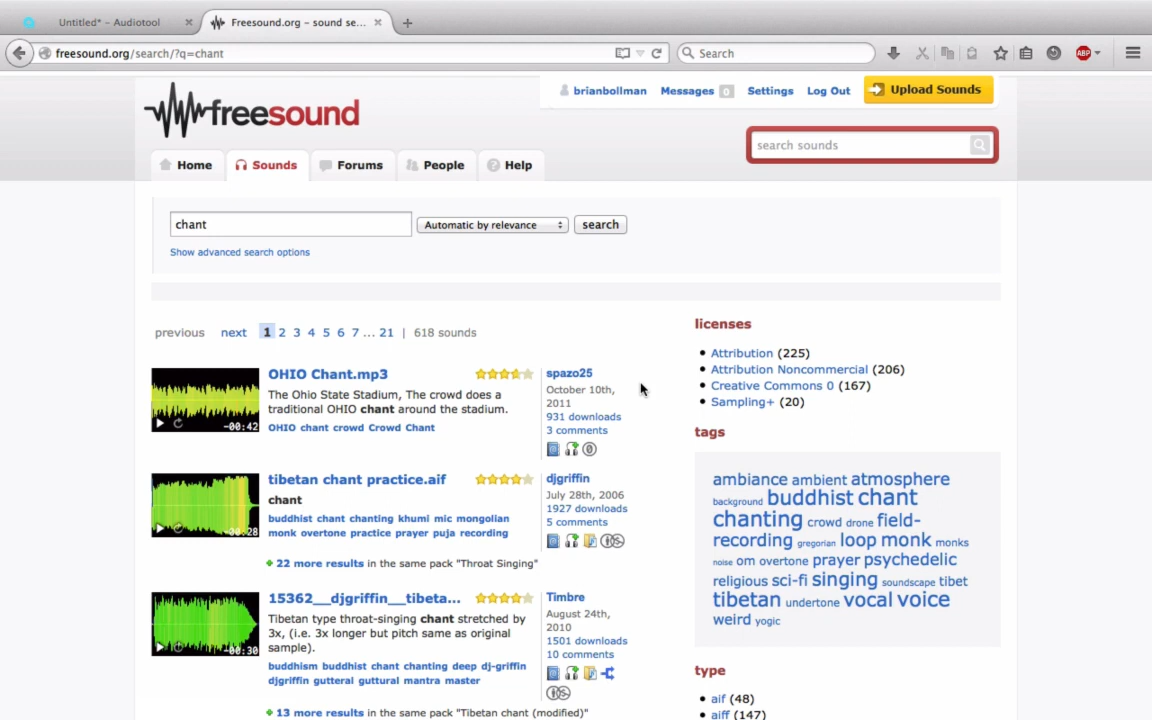 Untitled* – Audiotool
Freesound.org – sound se...
freesound.org/search/?q=chant
Search
ABP
brianbollman Messages 0 Settings Log Out Upload Sounds
freesound
search sounds
Home Sounds Forums People Help
chant Automatic by relevance search
Show advanced search options
previous next 1 2 3 4 5 6 7 ... 21 | 618 sounds
OHIO Chant.mp3
The Ohio State Stadium, The crowd does a
traditional OHIO chant around the stadium.
OHIO chant crowd Crowd Chant
-00:42
spazo25
October 10th,
2011
931 downloads
3 comments
tibetan chant practice.aif
chant
buddhist chant chanting khumi mic mongolian
monk overtone practice prayer puja recording
-00:28
djgriffin
July 28th, 2006
1927 downloads
5 comments
22 more results in the same pack "Throat Singing"
15362__djgriffin__tibeta...
Tibetan type throat-singing chant stretched by
3x, (i.e. 3x longer but pitch same as original
sample).
buddhism buddhist chant chanting deep dj-griffin
djgriffin gutteral guttural mantra master
-00:30
Timbre
August 24th,
2010
1501 downloads
10 comments
13 more results in the same pack "Tibetan chant (modified)"
licenses
Attribution (225)
Attribution Noncommercial (206)
Creative Commons 0 (167)
Sampling+ (20)
tags
ambiance ambient atmosphere
background buddhist chant
chanting crowd drone field-
recording gregorian loop monk monks
noise om overtone prayer psychedelic
religious sci-fi singing soundscape tibet
tibetan undertone vocal voice
weird yogic
type
aif (48)
aiff (147)